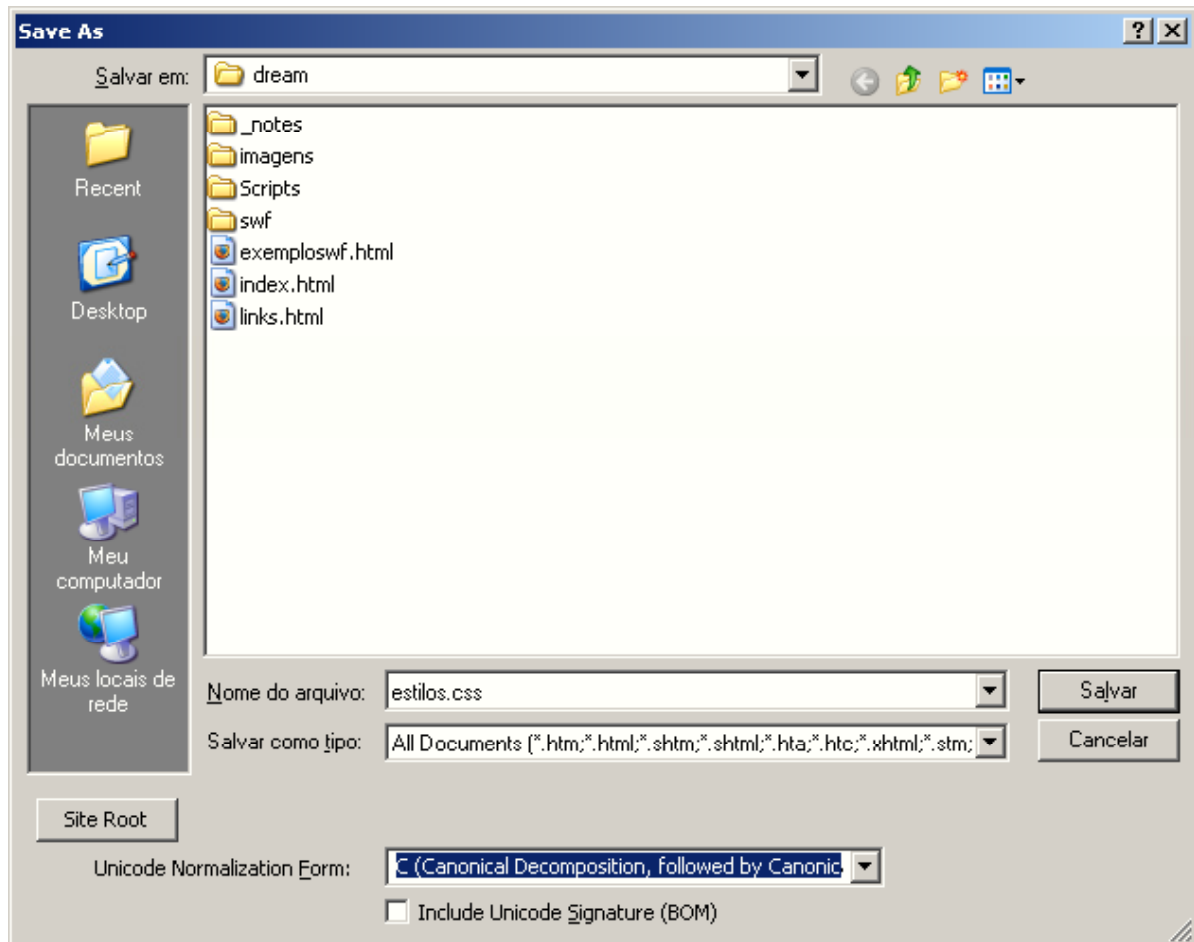 Save As
Salvar em:
dream
Recent
Desktop
Meus
documentos
Meu
computador
Meus locais de
rede
_notes
imagens
Scripts
swf
exemploswf.html
index.html
links.html
Nome do arquivo:
estilos.css
Salvar
Salvar como tipo:
All Documents (*.htm;*.html;*.shtm;*.shtml;*.hta;*.htc;*.xhtml;*.stm;
Cancelar
Site Root
Unicode Normalization Form:
C (Canonical Decomposition, followed by Canonic
Include Unicode Signature (BOM)